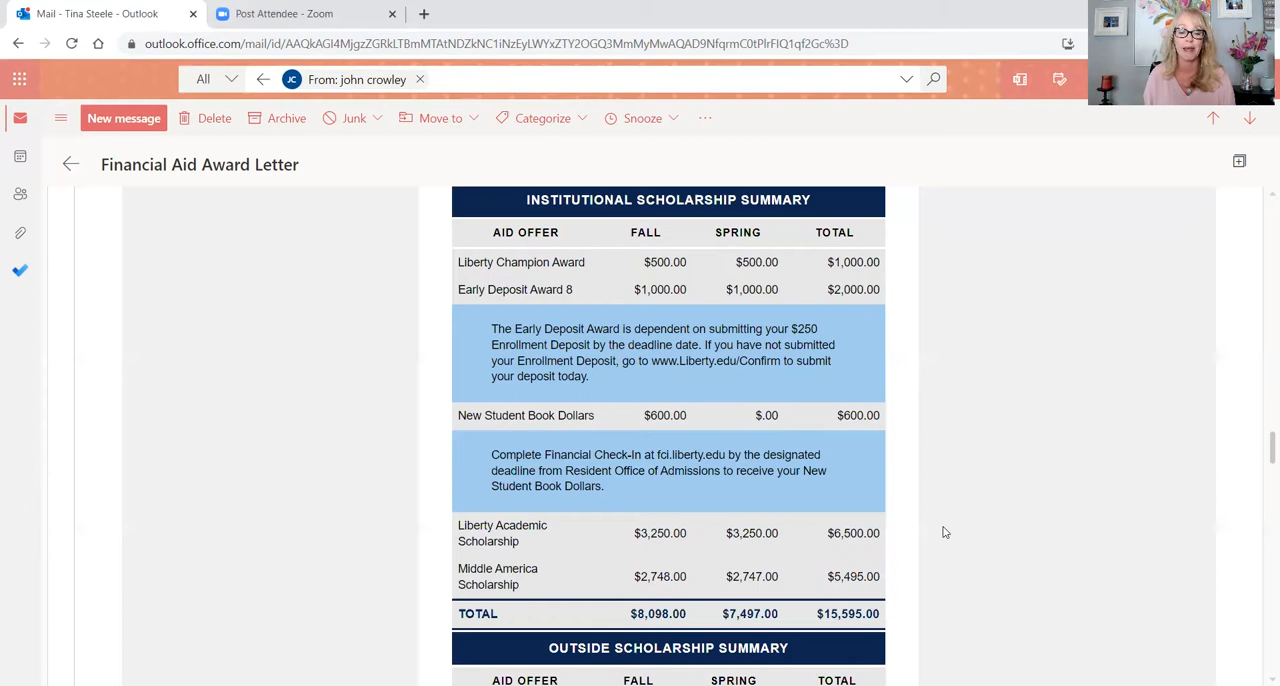 Mail - Tina Steele - Outlook
Post Attendee - Zoom
outlook.office.com/mail/id/AAQkAGI4MjgzZGRkLTBmMTAtNDZkNC1iNzEyLWYxZTY2OGQ3MmMyMwAQAD9NfqrmC0tPlrFIQ1qf2Gc%3D
All
JC
From: john crowley
New message
Delete
Archive
Junk
Move to
Categorize
Snooze
Financial Aid Award Letter
INSTITUTIONAL SCHOLARSHIP SUMMARY
AID OFFER FALL SPRING TOTAL
Liberty Champion Award $500.00 $500.00 $1,000.00
Early Deposit Award 8 $1,000.00 $1,000.00 $2,000.00
The Early Deposit Award is dependent on submitting your $250
Enrollment Deposit by the deadline date. If you have not submitted
your Enrollment Deposit, go to www.Liberty.edu/Confirm to submit
your deposit today.
New Student Book Dollars $600.00 $.00 $600.00
Complete Financial Check-In at fci.liberty.edu by the designated
deadline from Resident Office of Admissions to receive your New
Student Book Dollars.
Liberty Academic
Scholarship $3,250.00 $3,250.00 $6,500.00
Middle America
Scholarship $2,748.00 $2,747.00 $5,495.00
TOTAL $8,098.00 $7,497.00 $15,595.00
OUTSIDE SCHOLARSHIP SUMMARY
AID OFFER FALL SPRING TOTAL